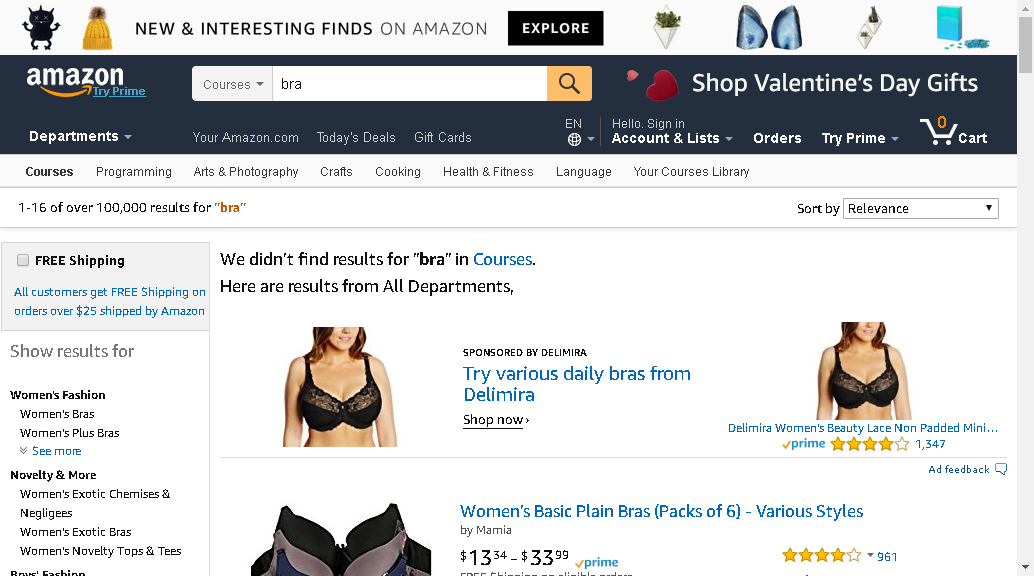 NEW & INTERESTING FINDS ON AMAZON EXPLORE
amazon
Try Prime
Courses
bra
Shop Valentine's Day Gifts
Departments
Your Amazon.com Today's Deals Gift Cards
EN
Hello. Sign in
Account & Lists
Orders
Try Prime
0
Cart
Courses Programming Arts & Photography Crafts Cooking Health & Fitness Language Your Courses Library
1-16 of over 100,000 results for "bra"
Sort by Relevance
FREE Shipping
All customers get FREE Shipping on
orders over $25 shipped by Amazon
Show results for
Women's Fashion
Women's Bras
Women's Plus Bras
See more
Novelty & More
Women's Exotic Chemises &
Negligees
Women's Exotic Bras
Women's Novelty Tops & Tees
Boys' Fashion
We didn't find results for "bra" in Courses.
Here are results from All Departments,
SPONSORED BY DELIMIRA
Try various daily bras from
Delimira
Shop now ›
Delimira Women's Beauty Lace Non Padded Mini...
prime 1,347
Ad feedback
Women's Basic Plain Bras (Packs of 6) - Various Styles
by Mamia
$13 34 - $33 99 prime
961
FREE Shipping on eligible orders